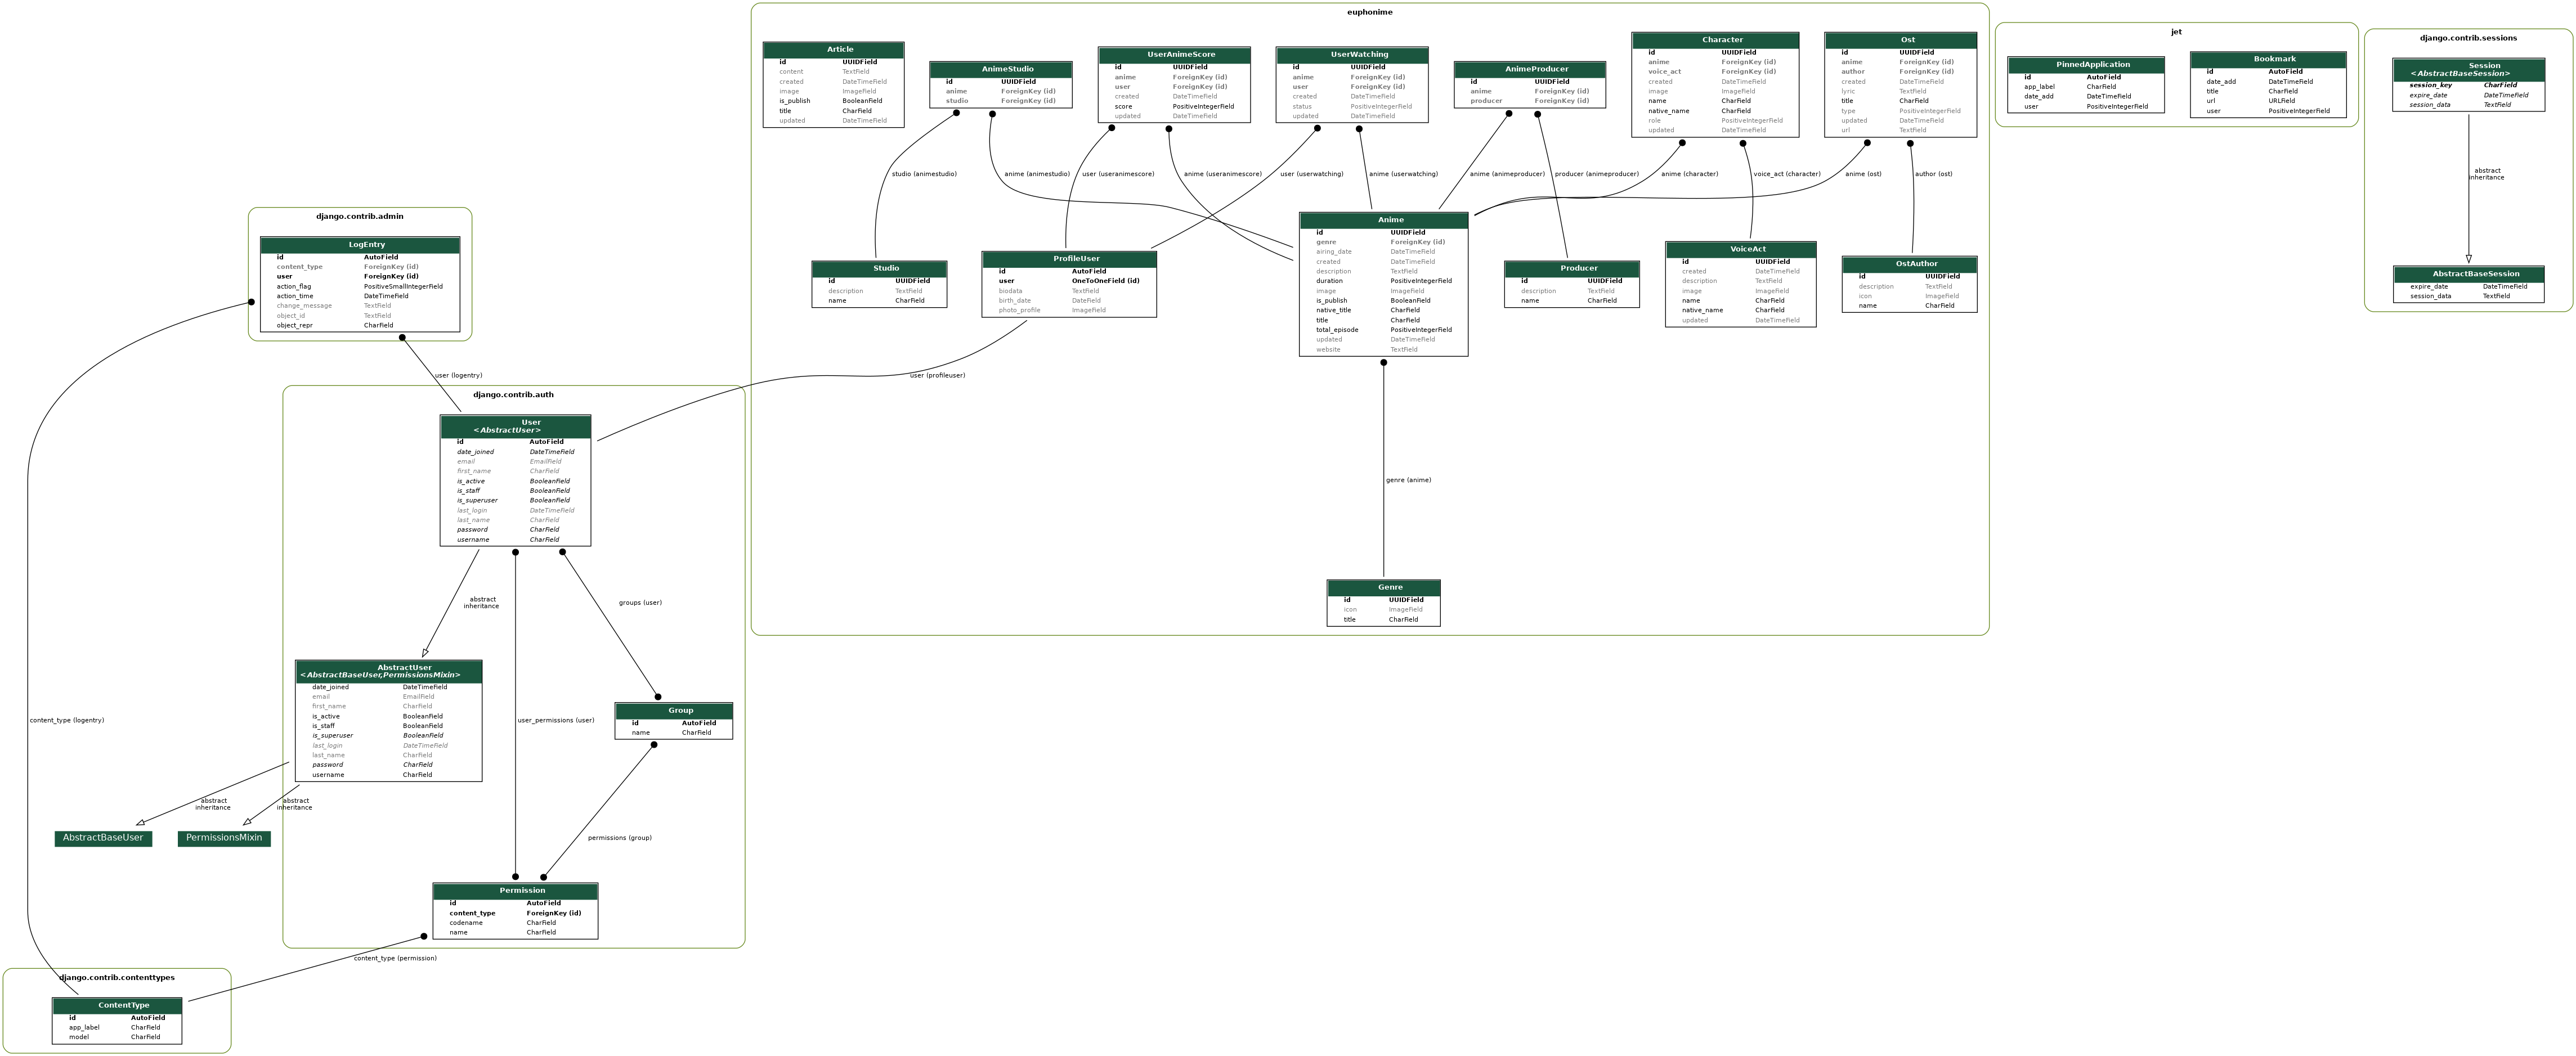 euphonime
Article
id UUIDField
content TextField
created DateTimeField
image ImageField
is_publish BooleanField
title CharField
updated DateTimeField
AnimeStudio
id UUIDField
anime ForeignKey (id)
studio ForeignKey (id)
UserAnimeScore
id UUIDField
anime ForeignKey (id)
user ForeignKey (id)
created DateTimeField
score PositiveIntegerField
updated DateTimeField
UserWatching
id UUIDField
anime ForeignKey (id)
user ForeignKey (id)
created DateTimeField
status PositiveIntegerField
updated DateTimeField
AnimeProducer
id UUIDField
anime ForeignKey (id)
producer ForeignKey (id)
Character
id UUIDField
anime ForeignKey (id)
voice_act ForeignKey (id)
created DateTimeField
image ImageField
name CharField
native_name CharField
role PositiveIntegerField
updated DateTimeField
Ost
id UUIDField
anime ForeignKey (id)
author ForeignKey (id)
created DateTimeField
lyric TextField
title CharField
type PositiveIntegerField
updated DateTimeField
url TextField
studio (animestudio)
anime (animestudio)
user (useranimescore)
anime (useranimescore)
user (userwatching)
anime (userwatching)
anime (animeproducer)
producer (animeproducer)
anime (character)
voice_act (character)
anime (ost)
author (ost)
Studio
id UUIDField
description TextField
name CharField
ProfileUser
id AutoField
user OneToOneField (id)
biodata TextField
birth_date DateField
photo_profile ImageField
Anime
id UUIDField
genre ForeignKey (id)
airing_date DateTimeField
created DateTimeField
description TextField
duration PositiveIntegerField
image ImageField
is_publish BooleanField
native_title CharField
title CharField
total_episode PositiveIntegerField
updated DateTimeField
website TextField
Producer
id UUIDField
description TextField
name CharField
VoiceAct
id UUIDField
created DateTimeField
description TextField
image ImageField
name CharField
native_name CharField
updated DateTimeField
OstAuthor
id UUIDField
description TextField
icon ImageField
name CharField
user (profileuser)
genre (anime)
Genre
id UUIDField
icon ImageField
title CharField
jet
PinnedApplication
id AutoField
app_label CharField
date_add DateTimeField
user PositiveIntegerField
Bookmark
id AutoField
date_add DateTimeField
title CharField
url URLField
user PositiveIntegerField
django.contrib.sessions
Session
<AbstractBaseSession>
session_key CharField
expire_date DateTimeField
session_data TextField
abstract
inheritance
AbstractBaseSession
expire_date DateTimeField
session_data TextField
django.contrib.admin
LogEntry
id AutoField
content_type ForeignKey (id)
user ForeignKey (id)
action_flag PositiveSmallIntegerField
action_time DateTimeField
change_message TextField
object_id TextField
object_repr CharField
user (logentry)
content_type (logentry)
django.contrib.auth
User
<AbstractUser>
id AutoField
date_joined DateTimeField
email EmailField
first_name CharField
is_active BooleanField
is_staff BooleanField
is_superuser BooleanField
last_login DateTimeField
last_name CharField
password CharField
username CharField
abstract
inheritance
groups (user)
user_permissions (user)
AbstractUser
<AbstractBaseUser,PermissionsMixin>
date_joined DateTimeField
email EmailField
first_name CharField
is_active BooleanField
is_staff BooleanField
is_superuser BooleanField
last_login DateTimeField
last_name CharField
password CharField
username CharField
Group
id AutoField
name CharField
abstract
inheritance
abstract
inheritance
AbstractBaseUser
PermissionsMixin
permissions (group)
Permission
id AutoField
content_type ForeignKey (id)
codename CharField
name CharField
content_type (permission)
django.contrib.contenttypes
ContentType
id AutoField
app_label CharField
model CharField